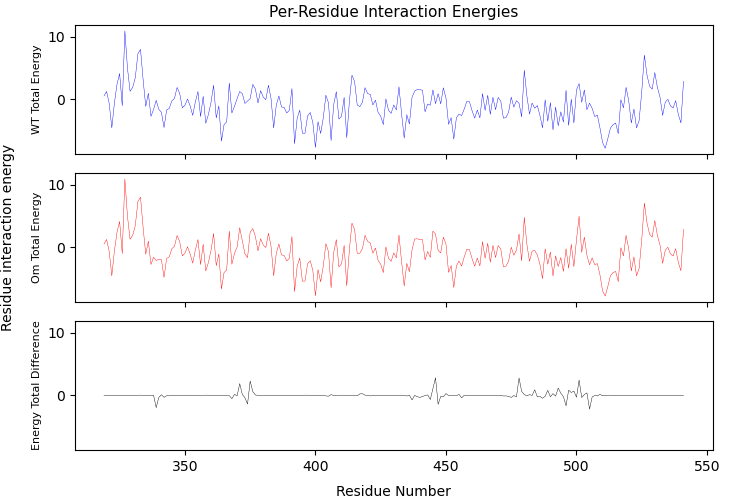 Per-Residue Interaction Energies
Residue interaction energy
WT Total Energy
10
0
Om Total Energy
10
0
Energy Total Difference
10
0
350
400
450
500
550
Residue Number